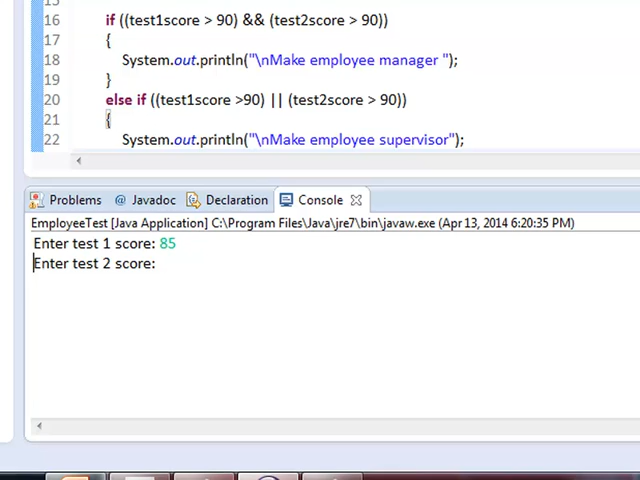 16 if ((test1score > 90) && (test2score > 90))
17 {
18 System.out.println("\nMake employee manager ");
19 }
20 else if ((test1score >90) || (test2score > 90))
21 {
22 System.out.println("\nMake employee supervisor");
Problems @ Javadoc Declaration Console
EmployeeTest [Java Application] C:\Program Files\Java\jre7\bin\javaw.exe (Apr 13, 2014 6:20:35 PM)
Enter test 1 score: 85
Enter test 2 score: